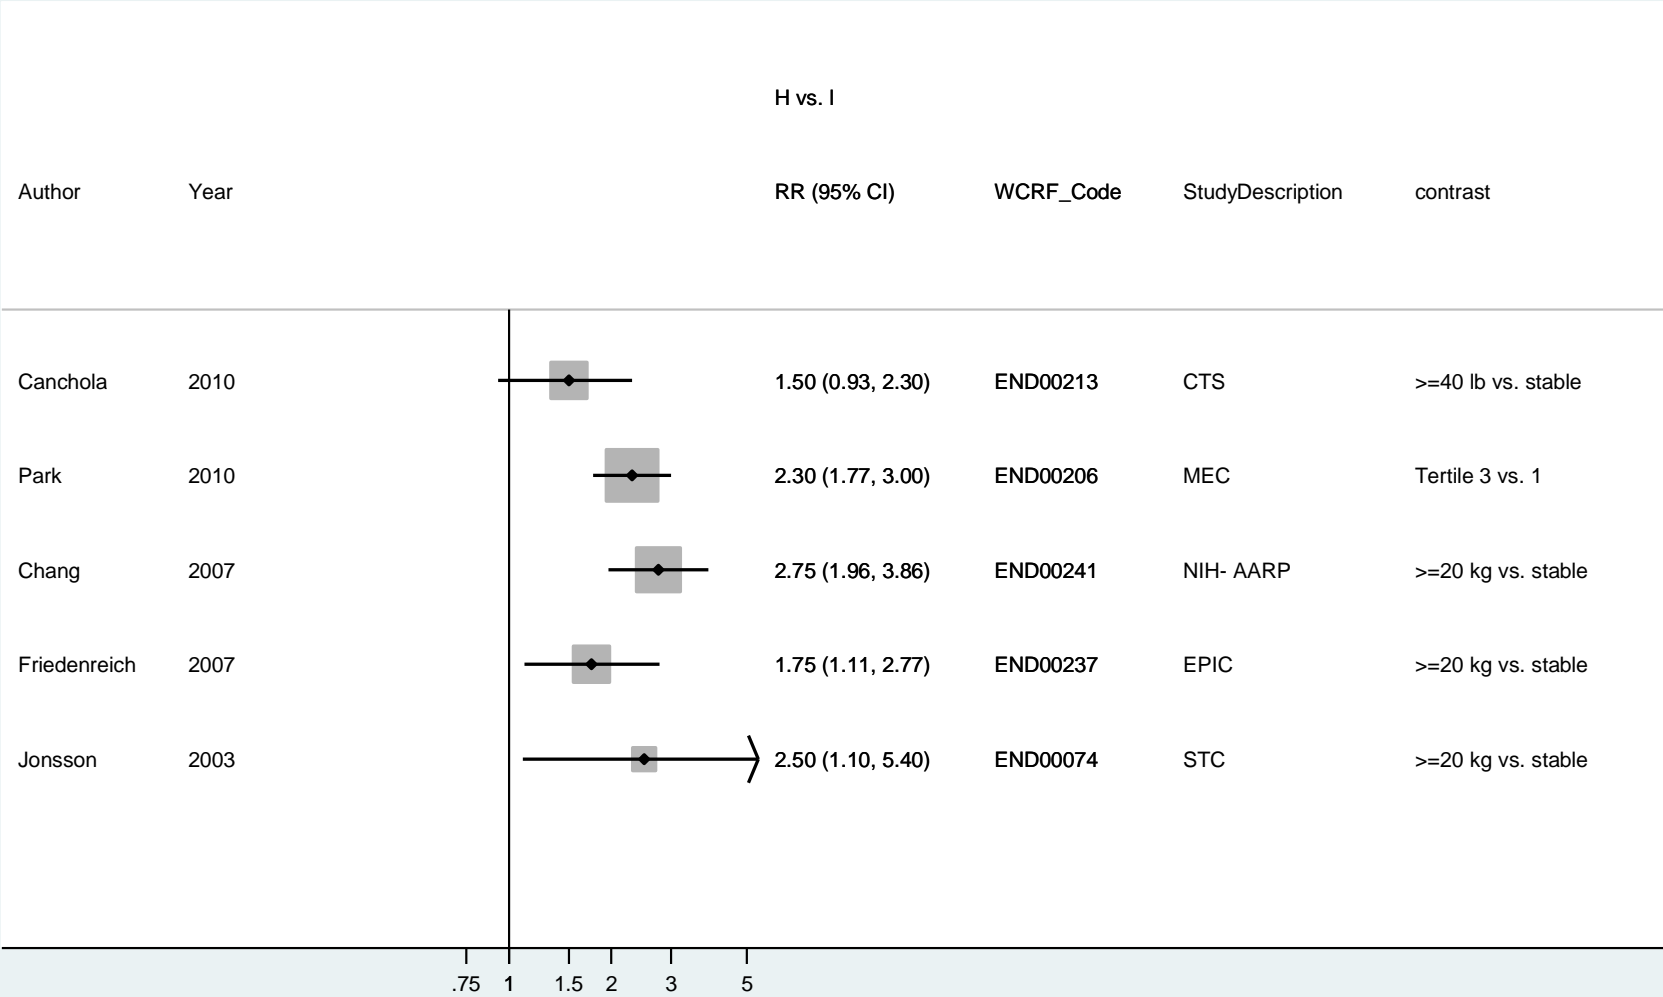 H vs. l
Author Year RR (95% CI) WCRF_Code StudyDescription contrast
Canchola 2010 1.50 (0.93, 2.30) END00213 CTS >=40 lb vs. stable
Park 2010 2.30 (1.77, 3.00) END00206 MEC Tertile 3 vs. 1
Chang 2007 2.75 (1.96, 3.86) END00241 NIH- AARP >=20 kg vs. stable
Friedenreich 2007 1.75 (1.11, 2.77) END00237 EPIC >=20 kg vs. stable
Jonsson 2003 2.50 (1.10, 5.40) END00074 STC >=20 kg vs. stable
.75 1 1.5 2 3 5